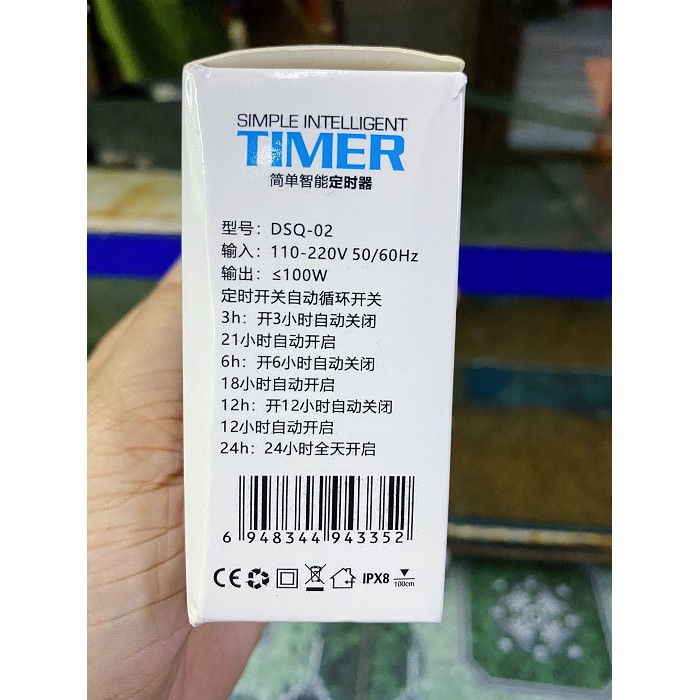 SIMPLE INTELLIGENT
TIMER
简单智能定时器
型号：DSQ-02
输入：110-220V 50/60Hz
输出：≤100W
定时开关自动循环开关
3h：开3小时自动关闭
21小时自动开启
6h：开6小时自动关闭
18小时自动开启
12h：开12小时自动关闭
12小时自动开启
24h：24小时全天开启
6 948344 943352
CE IPX8 100cm